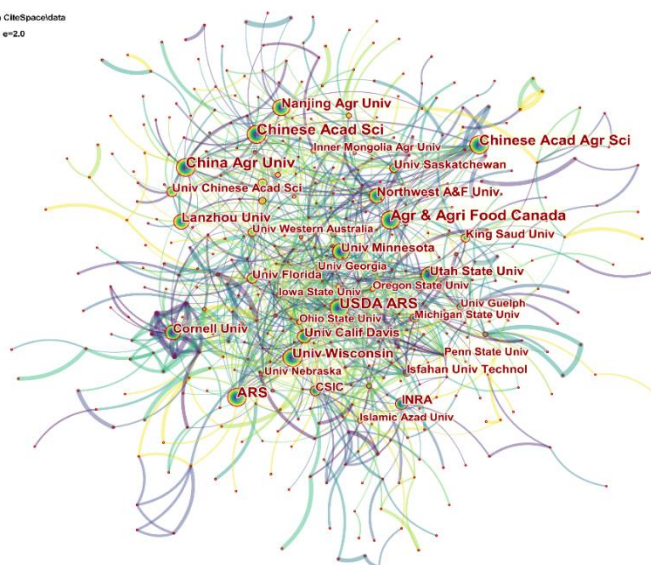 CiteSpace\data
e=2.0
Nanjing Agr Univ
Chinese Acad Sci
Chinese Acad Agr Sci
Inner Mongolia Agr Univ
China Agr Univ
Univ Saskatchewan
Univ Chinese Acad Sci
Northwest A&F Univ.
Lanzhou Univ
Agr & Agri Food Canada
Univ Western Australia
King Saud Univ
Univ Minnesota
Univ Georgia
Univ Florida
Utah State Univ
Oregon State Univ
Iowa State Univ
USDA ARS
Univ Guelph
Ohio State Univ
Michigan State Univ
Cornell Univ
Univ Calif Davis
Univ Wisconsin
Penn State Univ
Univ Nebraska
Isfahan Univ Technol
CSIC
ARS
INRA
Islamic Azad Univ